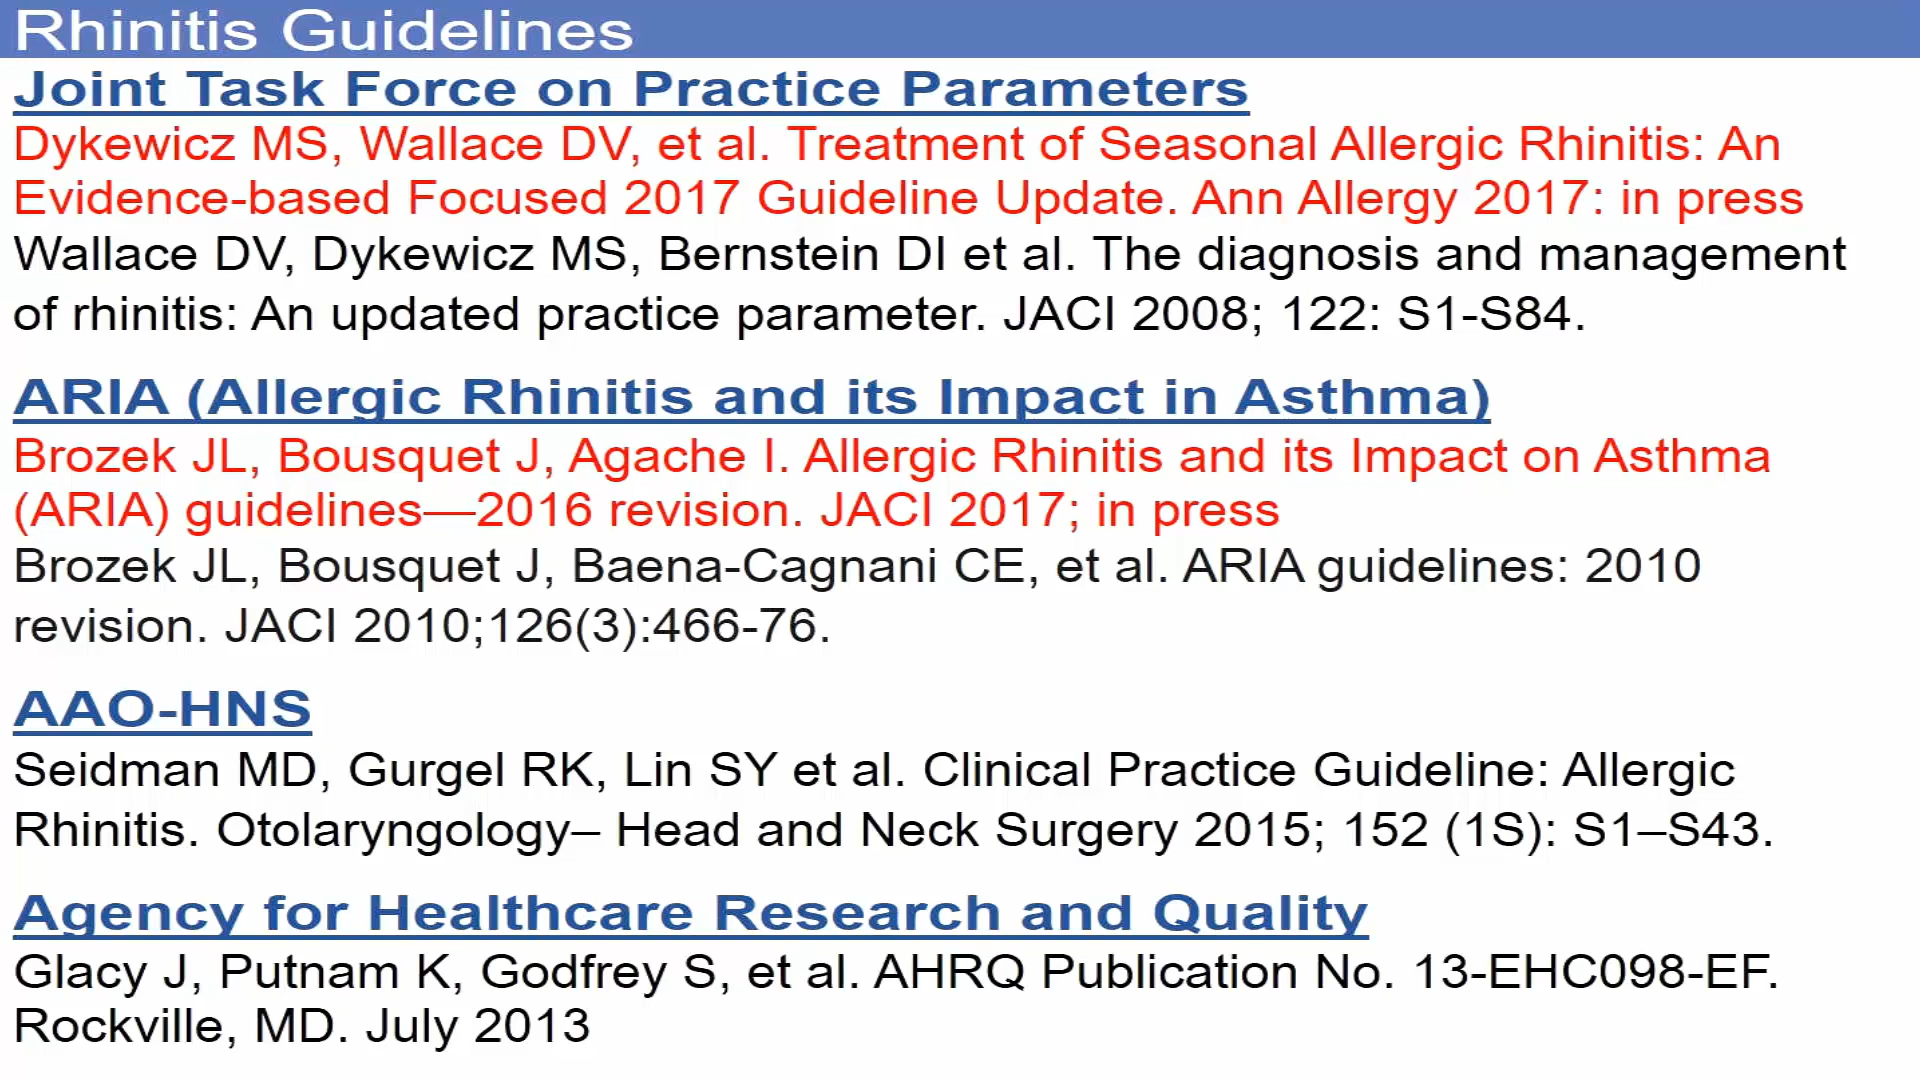 Rhinitis Guidelines
Joint Task Force on Practice Parameters
Dykewicz MS, Wallace DV, et al. Treatment of Seasonal Allergic Rhinitis: An
Evidence-based Focused 2017 Guideline Update. Ann Allergy 2017: in press
Wallace DV, Dykewicz MS, Bernstein DI et al. The diagnosis and management
of rhinitis: An updated practice parameter. JACI 2008; 122: S1-S84.
ARIA (Allergic Rhinitis and its Impact in Asthma)
Brozek JL, Bousquet J, Agache I. Allergic Rhinitis and its Impact on Asthma
(ARIA) guidelines—2016 revision. JACI 2017; in press
Brozek JL, Bousquet J, Baena-Cagnani CE, et al. ARIA guidelines: 2010
revision. JACI 2010;126(3):466-76.
AAO-HNS
Seidman MD, Gurgel RK, Lin SY et al. Clinical Practice Guideline: Allergic
Rhinitis. Otolaryngology– Head and Neck Surgery 2015; 152 (1S): S1–S43.
Agency for Healthcare Research and Quality
Glacy J, Putnam K, Godfrey S, et al. AHRQ Publication No. 13-EHC098-EF.
Rockville, MD. July 2013